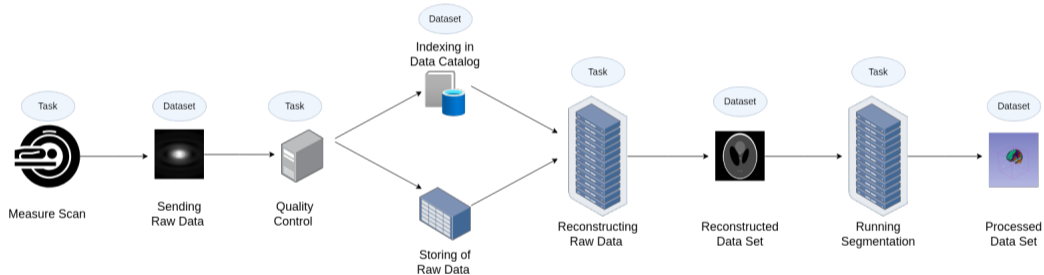 Task
Measure Scan
Dataset
Sending
Raw Data
Task
Quality
Control
Dataset
Indexing in
Data Catalog
Storing of
Raw Data
Task
Reconstructing
Raw Data
Dataset
Reconstructed
Data Set
Task
Running
Segmentation
Dataset
Processed
Data Set